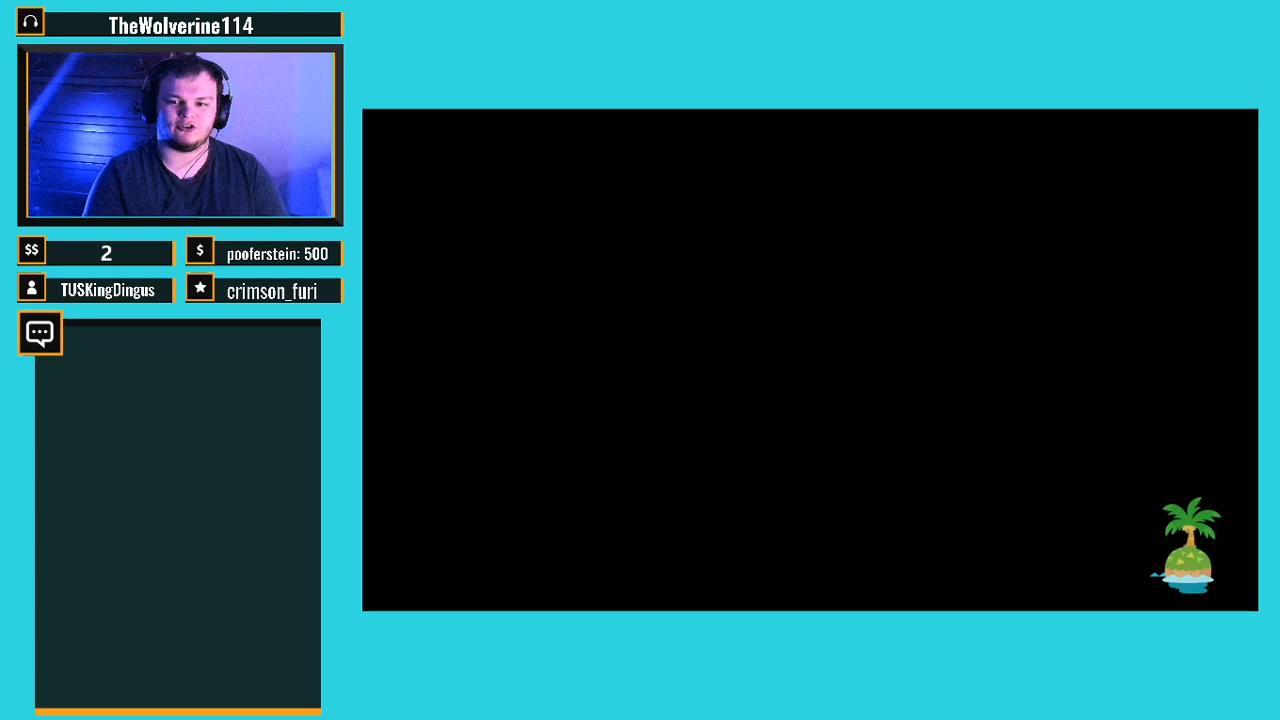 TheWolverine114
$$ 2
$ pooferstein: 500
TUSKingDingus
crimson_furi